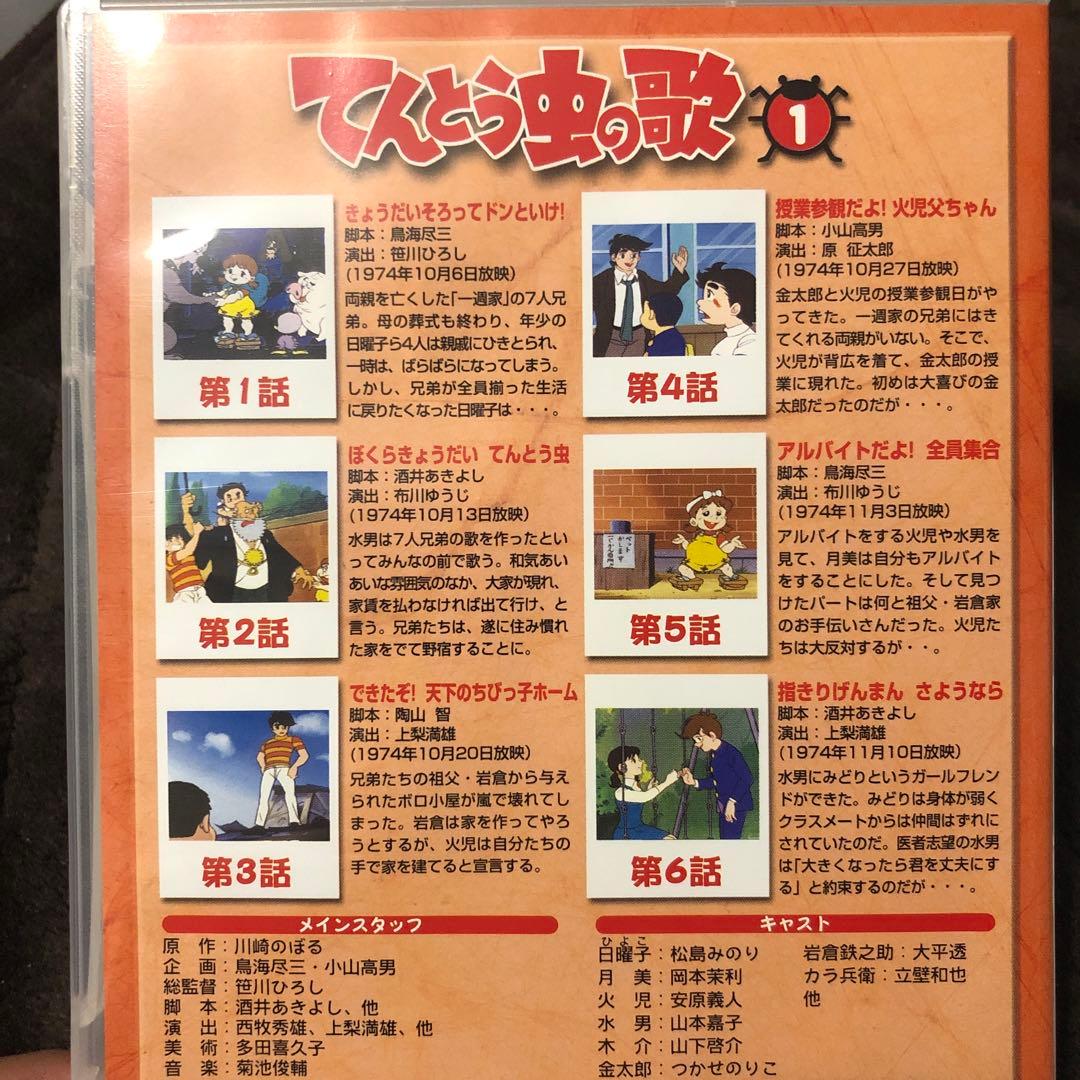 てんとう虫の歌 1
きょうだいそろってドンといけ!
脚本:鳥海尽三
演出:笹川ひろし
(1974年10月6日放映)
両親を亡くした「一週家」の7人兄
弟。母の葬式も終わり、年少の
日曜子ら4人は親戚にひきとられ、
一時は、ばらばらになってしまう。
しかし、兄弟が全員揃った生活
に戻りたくなった日曜子は・・・。
第1話
ぼくらきょうだい てんとう虫
脚本:酒井あきよし
演出:布川ゆうじ
(1974年10月13日放映)
水男は7人兄弟の歌を作ったとい
ってみんなの前で歌う。和気あい
あいな雰囲気のなか、大家が現れ、
家賃を払わなければ出て行け、と
言う。兄弟たちは、遂に住み慣れ
た家をでて野宿することに。
第2話
できたぞ! 天下のちびっ子ホーム
脚本:陶山 智
演出:上梨満雄
(1974年10月20日放映)
兄弟たちの祖父・岩倉から与え
られたボロ小屋が嵐で壊れてし
まった。岩倉は家を作ってやろ
うとするが、火児は自分たちの
手で家を建てると宣言する。
第3話
授業参観だよ! 火児父ちゃん
脚本:小山高男
演出:原 征太郎
(1974年10月27日放映)
金太郎と火児の授業参観日がや
ってきた。一週家の兄弟にはき
てくれる両親がいない。そこで、
火児が背広を着て、金太郎の授
業に現れた。初めは大喜びの金
太郎だったのだが・・・。
第4話
アルバイトだよ! 全員集合
脚本:鳥海尽三
演出:布川ゆうじ
(1974年11月3日放映)
アルバイトをする火児や水男を
見て、月美は自分もアルバイト
をすることにした。そして見つ
けたパートは何と祖父・岩倉家
のお手伝いさんだった。火児た
ちは大反対するが・・。
ペット
かします
第5話
指きりげんまん さようなら
脚本:酒井あきよし
演出:上梨満雄
(1974年11月10日放映)
水男にみどりというガールフレン
ドができた。みどりは身体が弱く
クラスメートからは仲間はずれに
されていたのだ。医者志望の水男
は「大きくなったら君を丈夫にす
る」と約束するのだが・・・。
第6話
メインスタッフ
原 作:川崎のぼる
企 画:鳥海尽三・小山高男
総監督:笹川ひろし
脚 本:酒井あきよし、他
演 出:西牧秀雄、上梨満雄、他
美 術:多田喜久子
音 楽:菊池俊輔
キャスト
ひよこ
日曜子:松島みのり
月 美:岡本茉利
火 児:安原義人
水 男:山本嘉子
木 介:山下啓介
金太郎:つかせのりこ
岩倉鉄之助:大平透
カラ兵衛:立壁和也
他